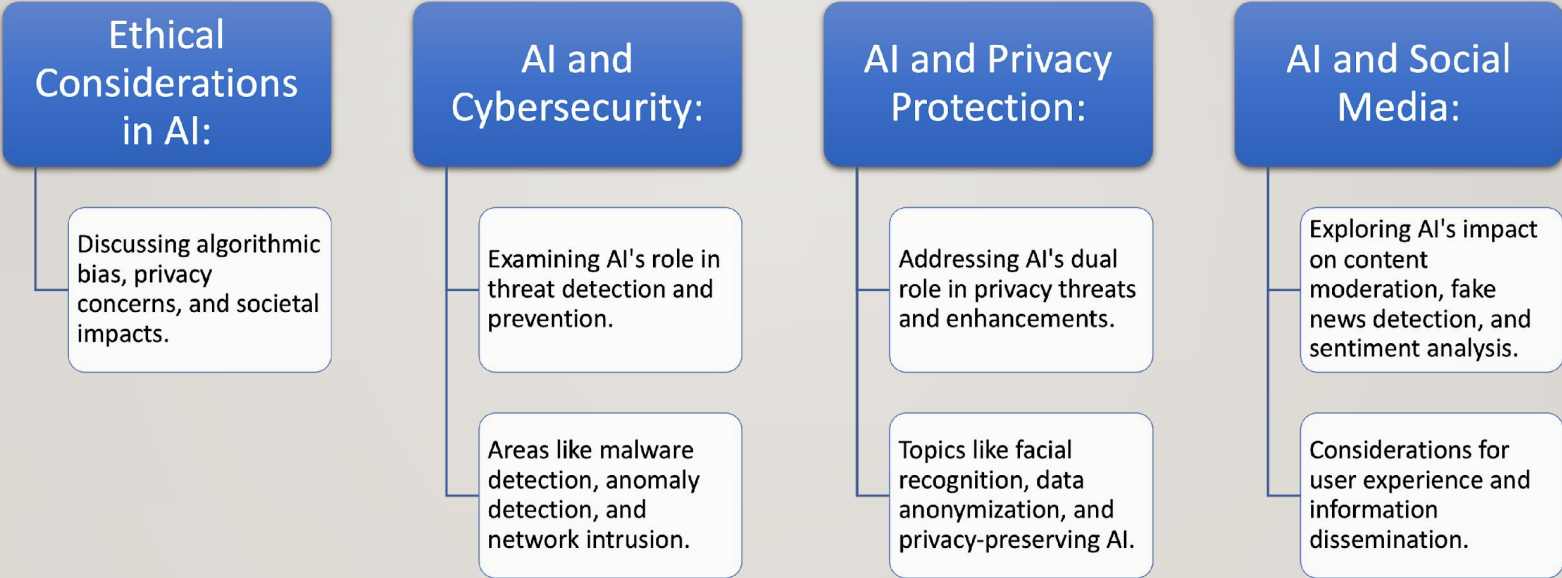 Ethical
Considerations
in AI:
Discussing algorithmic
bias, privacy
concerns, and societal
impacts.
AI and
Cybersecurity:
Examining AI's role in
threat detection and
prevention.
Areas like malware
detection, anomaly
detection, and
network intrusion.
AI and Privacy
Protection:
Addressing AI's dual
role in privacy threats
and enhancements.
Topics like facial
recognition, data
anonymization, and
privacy-preserving AI.
AI and Social
Media:
Exploring AI's impact
on content
moderation, fake
news detection, and
sentiment analysis.
Considerations for
user experience and
information
dissemination.